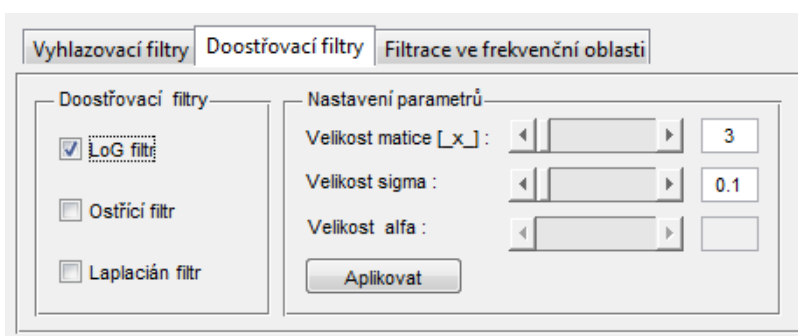 Vyhlazovací filtry Doostřovací filtry Filtrace ve frekvenční oblasti
Doostřovací filtry
LoG filtr
Ostřící filtr
Laplacián filtr
Nastavení parametrů
Velikost matice [_x_] : 3
Velikost sigma : 0.1
Velikost alfa :
Aplikovat